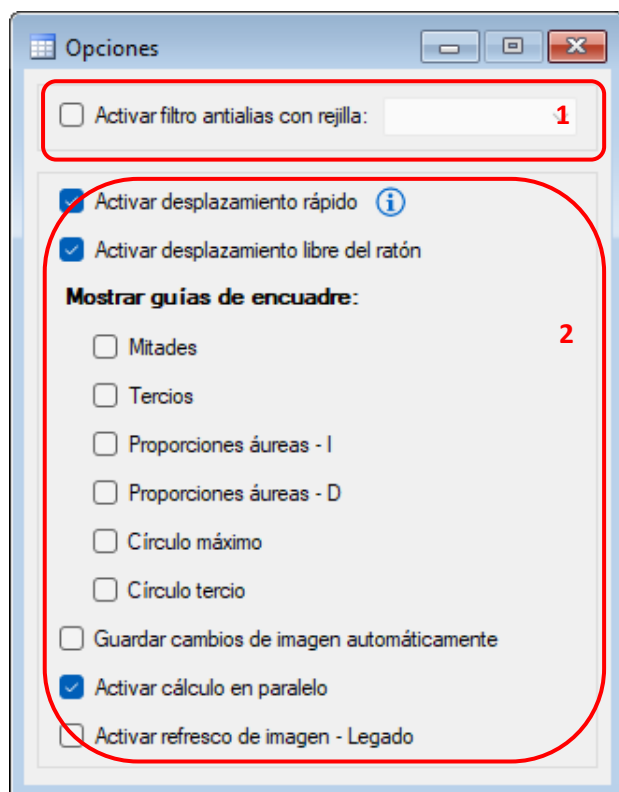 Opciones
Activar filtro antialias con rejilla: 1
Activar desplazamiento rápido i
Activar desplazamiento libre del ratón
Mostrar guías de encuadre:
2
Mitades
Tercios
Proporciones áureas - I
Proporciones áureas - D
Círculo máximo
Círculo tercio
Guardar cambios de imagen automáticamente
Activar cálculo en paralelo
Activar refresco de imagen - Legado